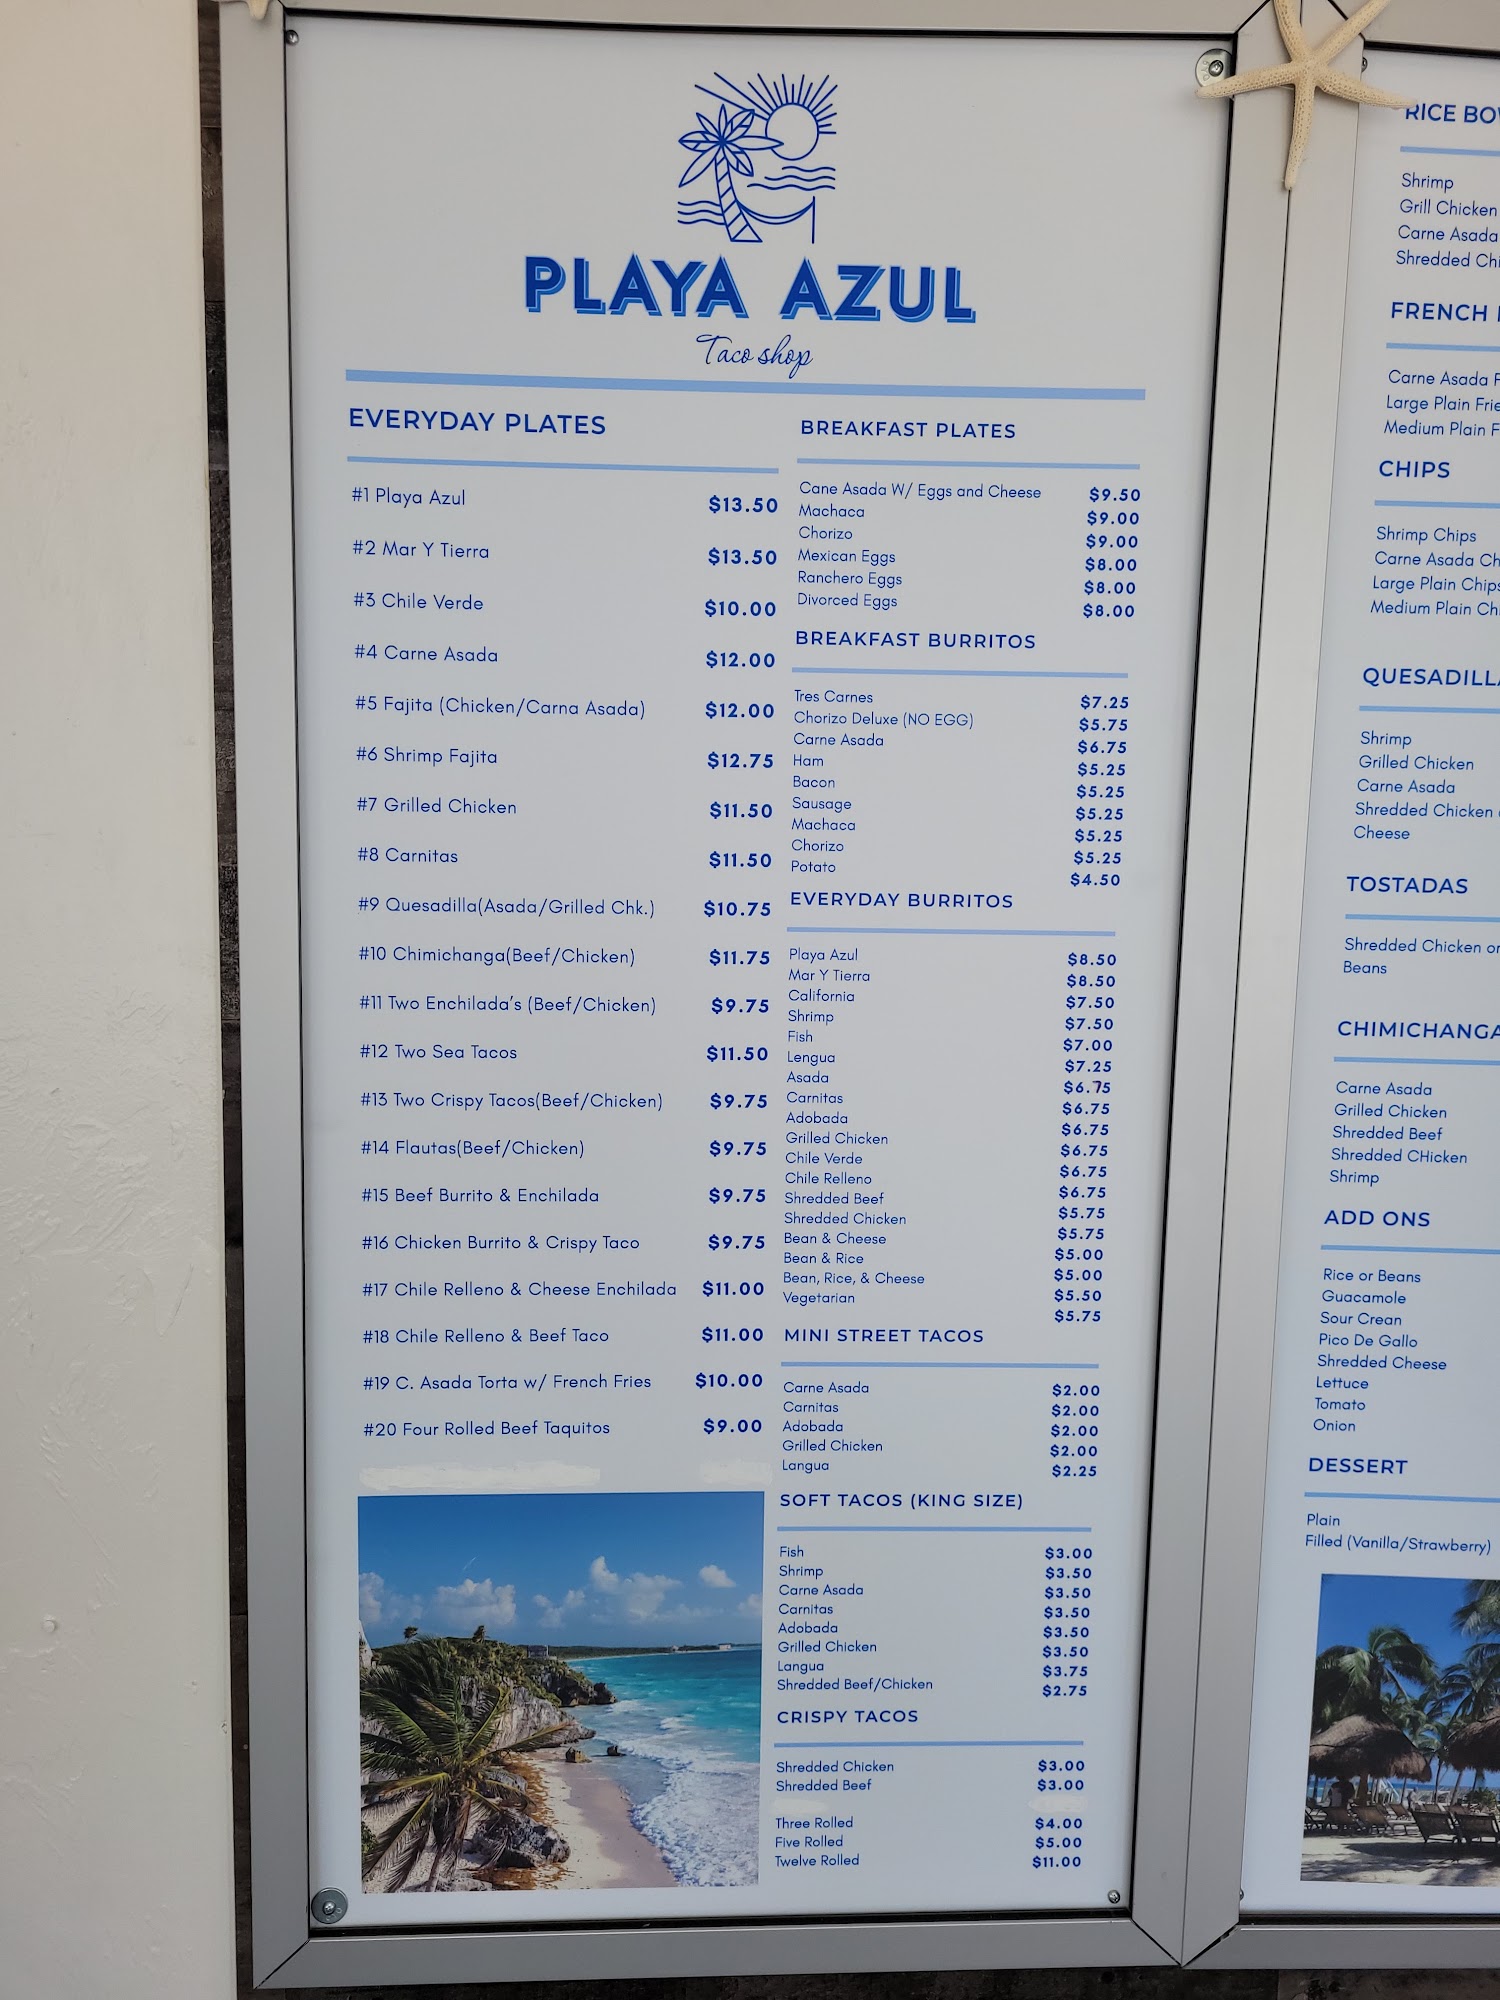 PLAYA AZUL
Taco shop
EVERYDAY PLATES
#1 Playa Azul $13.50
#2 Mar Y Tierra $13.50
#3 Chile Verde $10.00
#4 Carne Asada $12.00
#5 Fajita (Chicken/Carna Asada) $12.00
#6 Shrimp Fajita $12.75
#7 Grilled Chicken $11.50
#8 Carnitas $11.50
#9 Quesadilla(Asada/Grilled Chk.) $10.75
#10 Chimichanga(Beef/Chicken) $11.75
#11 Two Enchilada's (Beef/Chicken) $9.75
#12 Two Sea Tacos $11.50
#13 Two Crispy Tacos(Beef/Chicken) $9.75
#14 Flautas(Beef/Chicken) $9.75
#15 Beef Burrito & Enchilada $9.75
#16 Chicken Burrito & Crispy Taco $9.75
#17 Chile Relleno & Cheese Enchilada $11.00
#18 Chile Relleno & Beef Taco $11.00
#19 C. Asada Torta w/ French Fries $10.00
#20 Four Rolled Beef Taquitos $9.00
BREAKFAST PLATES
Cane Asada W/ Eggs and Cheese $9.50
Machaca $9.00
Chorizo $9.00
Mexican Eggs $8.00
Ranchero Eggs $8.00
Divorced Eggs $8.00
BREAKFAST BURRITOS
Tres Carnes $7.25
Chorizo Deluxe (NO EGG) $5.75
Carne Asada $6.75
Ham $5.25
Bacon $5.25
Sausage $5.25
Machaca $5.25
Chorizo $5.25
Potato $4.50
EVERYDAY BURRITOS
Playa Azul $8.50
Mar Y Tierra $8.50
California $7.50
Shrimp $7.50
Fish $7.00
Lengua $7.25
Asada $6.75
Carnitas $6.75
Adobada $6.75
Grilled Chicken $6.75
Chile Verde $6.75
Chile Relleno $6.75
Shredded Beef $5.75
Shredded Chicken $5.75
Bean & Cheese $5.00
Bean & Rice $5.00
Bean, Rice, & Cheese $5.50
Vegetarian $5.75
MINI STREET TACOS
Carne Asada $2.00
Carnitas $2.00
Adobada $2.00
Grilled Chicken $2.00
Langua $2.25
SOFT TACOS (KING SIZE)
Fish $3.00
Shrimp $3.50
Carne Asada $3.50
Carnitas $3.50
Adobada $3.50
Grilled Chicken $3.50
Langua $3.75
Shredded Beef/Chicken $2.75
CRISPY TACOS
Shredded Chicken $3.00
Shredded Beef $3.00
Three Rolled $4.00
Five Rolled $5.00
Twelve Rolled $11.00
RICE
Shrimp
Grill Chicken
Carne Asada
Shredded
FRENCH
Carne Asada
Large Plain
Medium Plain
CHIPS
Shrimp Chips
Carne Asada
Large Plain Chips
Medium Plain
QUESADILLA
Shrimp
Grilled Chicken
Carne Asada
Shredded Chicken
Cheese
TOSTADAS
Shredded Chicken or
Beans
CHIMICHANGA
Carne Asada
Grilled Chicken
Shredded Beef
Shredded CHicken
Shrimp
ADD ONS
Rice or Beans
Guacamole
Sour Crean
Pico De Gallo
Shredded Cheese
Lettuce
Tomato
Onion
DESSERT
Plain
Filled (Vanilla/Strawberry)